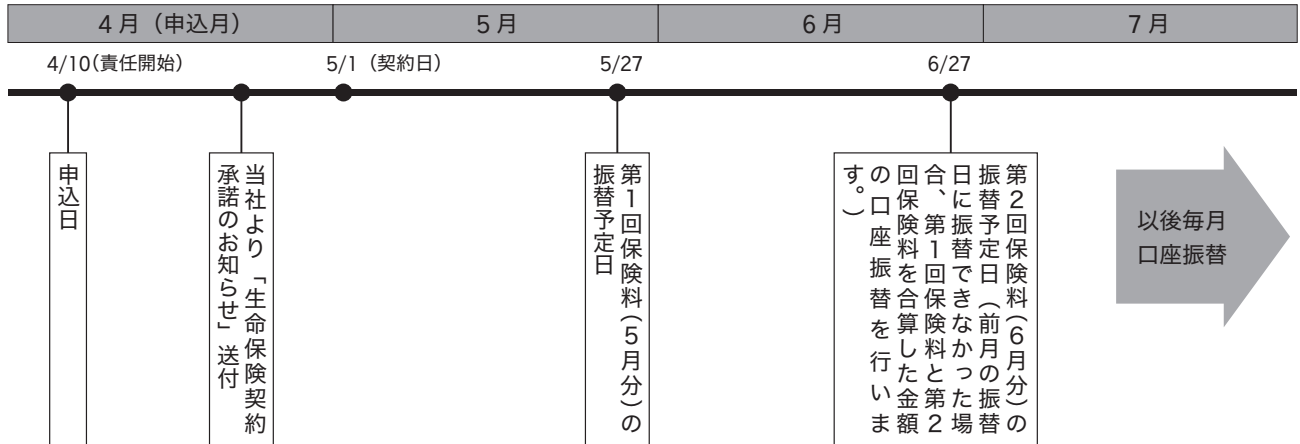 4月（申込月）
5月
6月
7月
4/10（責任開始）
5/1（契約日）
5/27
6/27
申込日
当社より「生命保険契約
承諾のお知らせ」送付
第1回保険料（5月分）の
振替予定日
第2回保険料（6月分）の
振替予定日（前月の振替
日に振替できなかった場
合、第1回保険料と第2
回保険料を合算した金額
の口座振替を行いま
す。）
以後毎月
口座振替